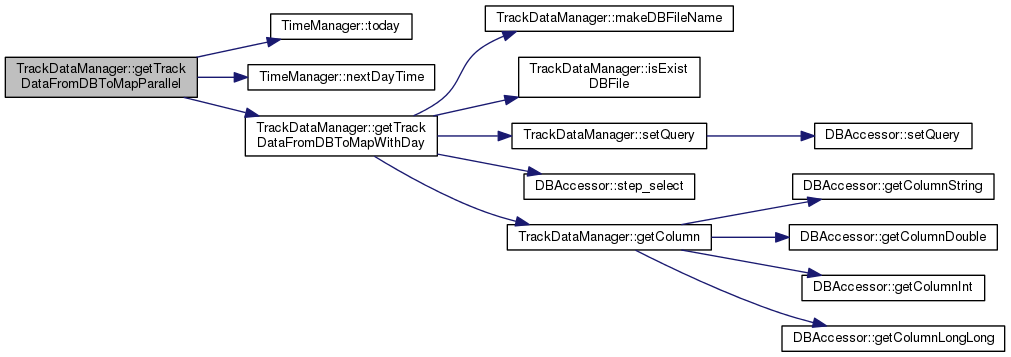 TrackDataManager::getTrack
DataFromDBToMapParallel
TimeManager::today
TimeManager::nextDayTime
TrackDataManager::getTrack
DataFromDBToMapWithDay
TrackDataManager::makeDBFileName
TrackDataManager::isExist
DBFile
TrackDataManager::setQuery
DBAccessor::step_select
TrackDataManager::getColumn
DBAccessor::setQuery
DBAccessor::getColumnString
DBAccessor::getColumnDouble
DBAccessor::getColumnInt
DBAccessor::getColumnLongLong